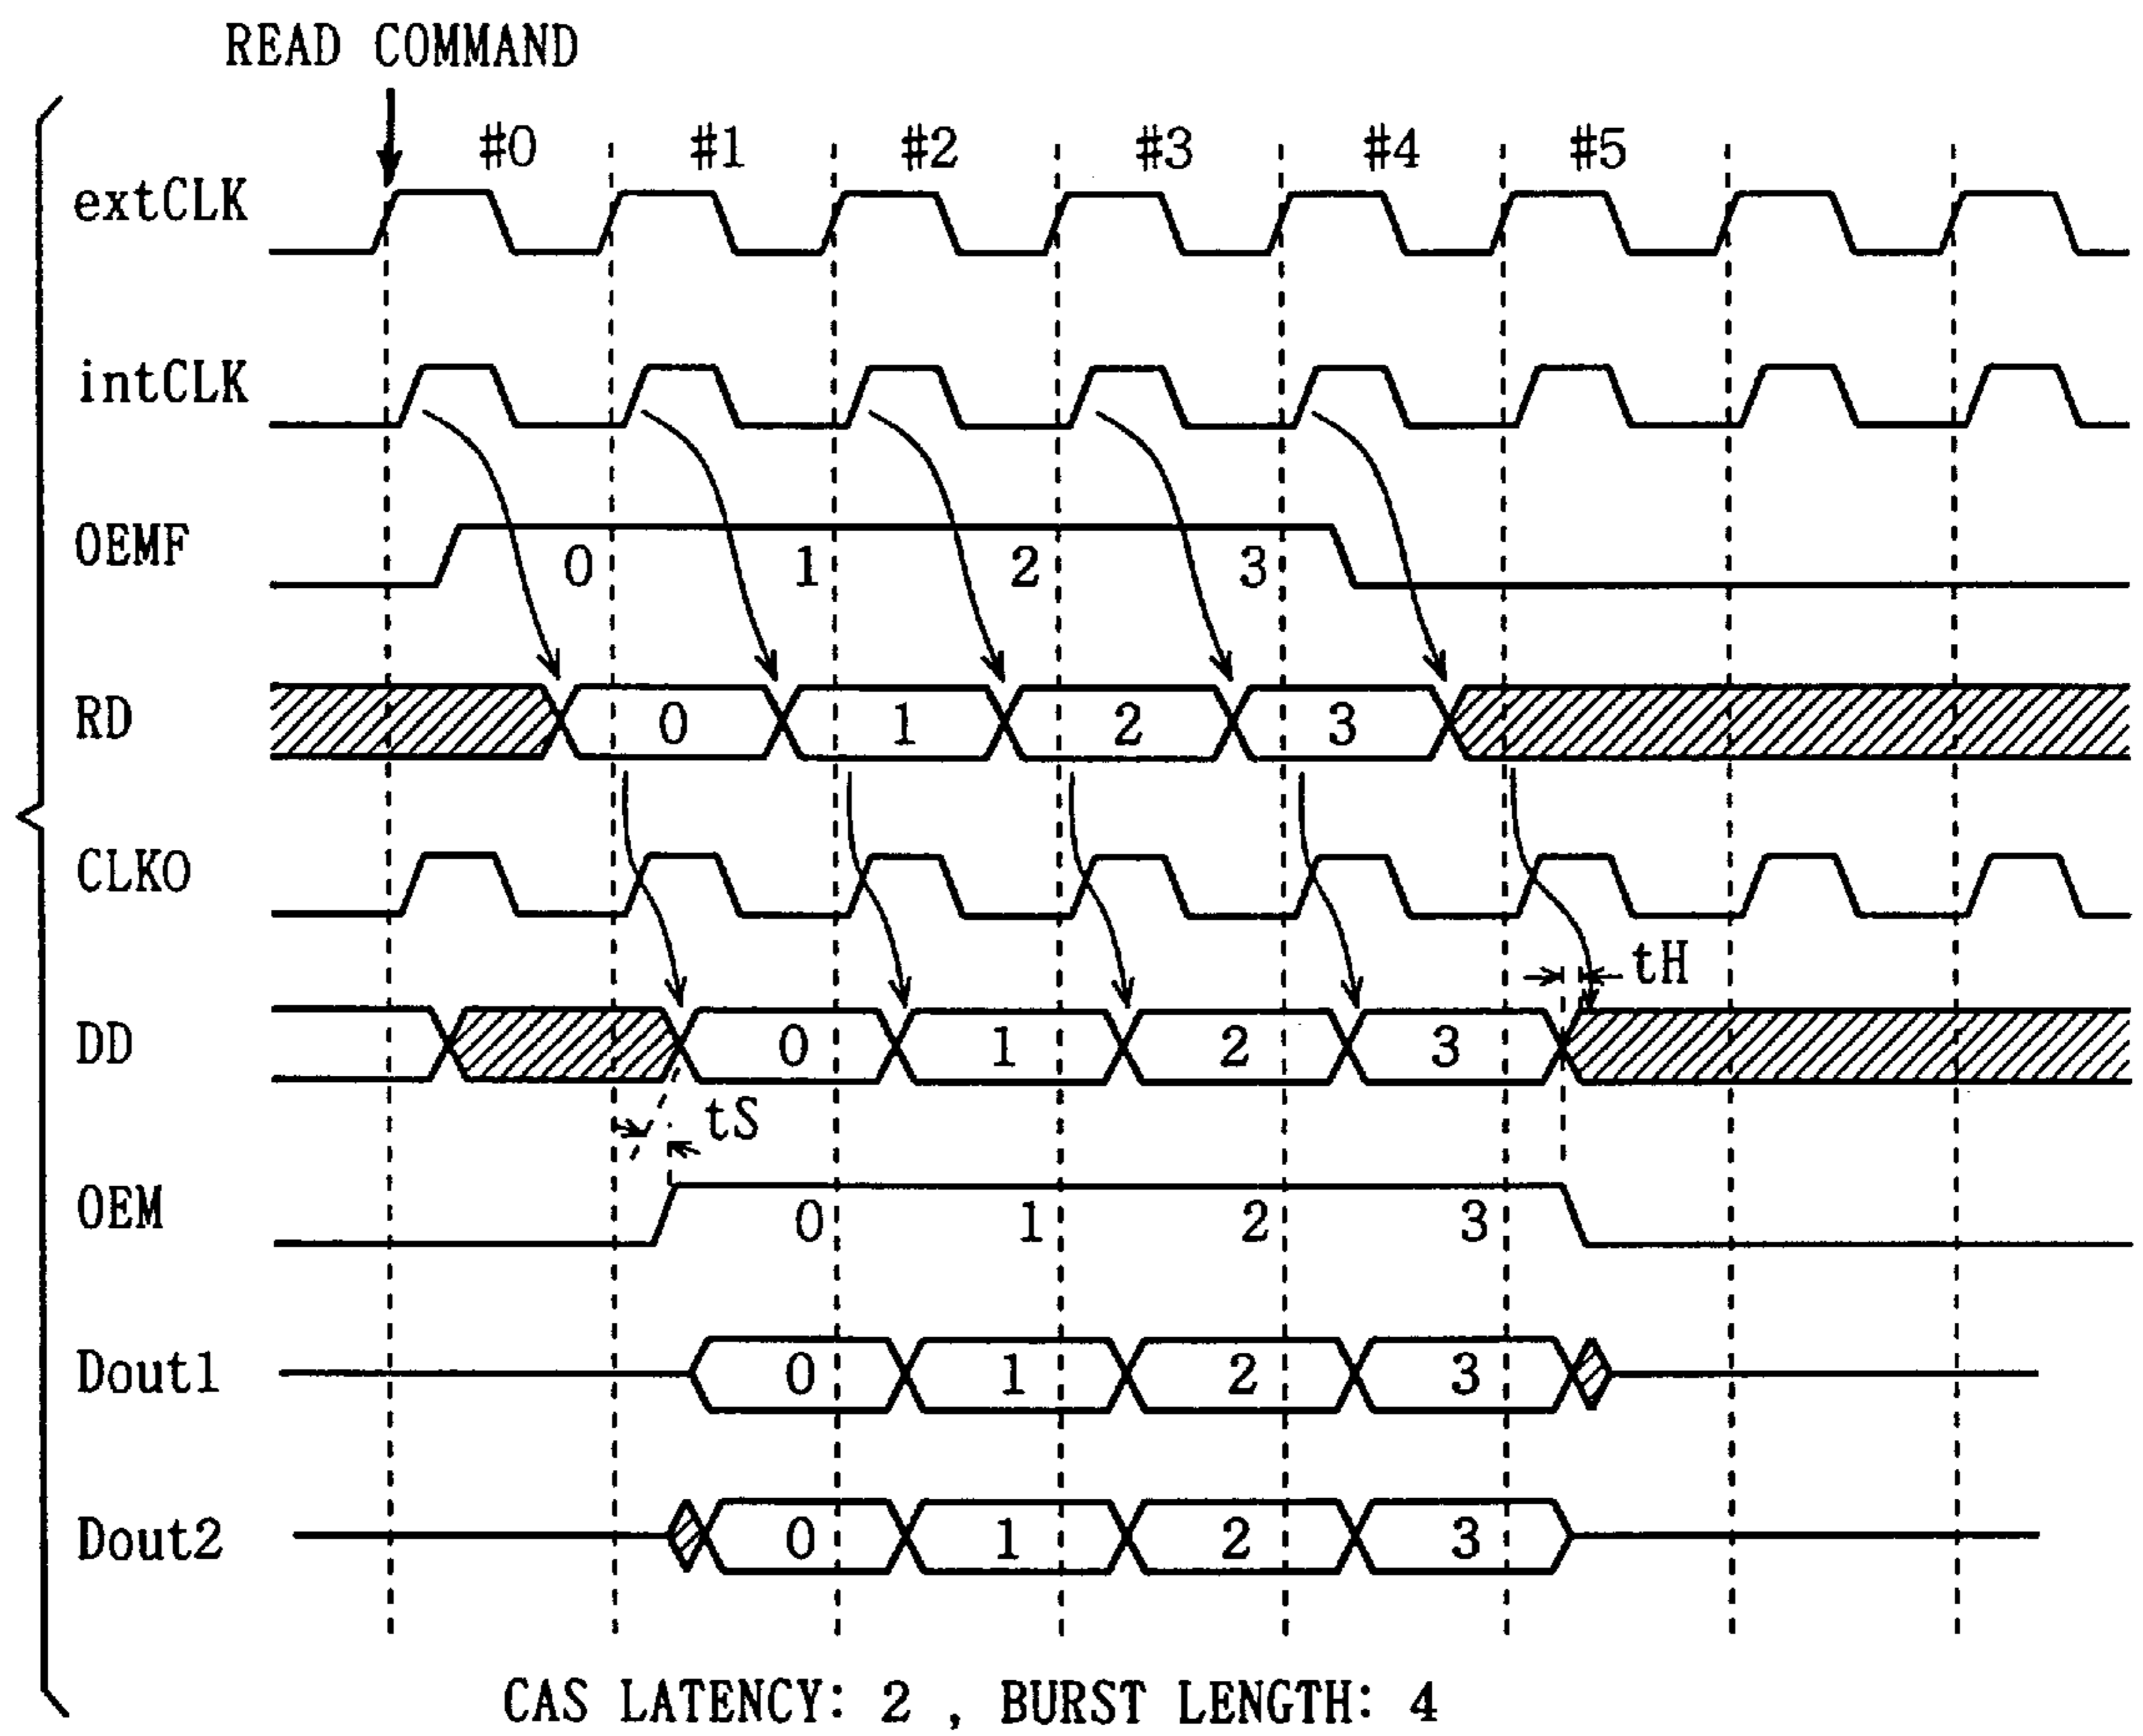 READ COMMAND
#0 #1 #2 #3 #4 #5
extCLK
intCLK
OEMF 0 1 2 3
RD 0 1 2 3
CLKO
tH
DD 0 1 2 3
tS
OEM 0 1 2 3
Dout1 0 1 2 3
Dout2 0 1 2 3
CAS LATENCY: 2 , BURST LENGTH: 4